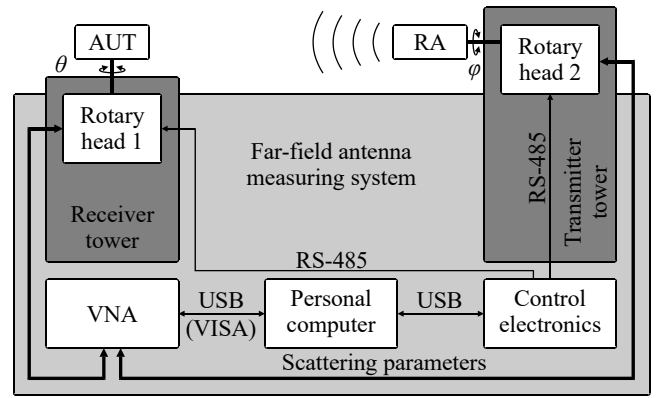 AUT
RA
Rotary
head 2
θ
φ
Rotary
head 1
Far-field antenna
measuring system
RS-485
Transmitter
tower
Receiver
tower
RS-485
VNA
USB
(VISA)
Personal
computer
USB
Control
electronics
Scattering parameters